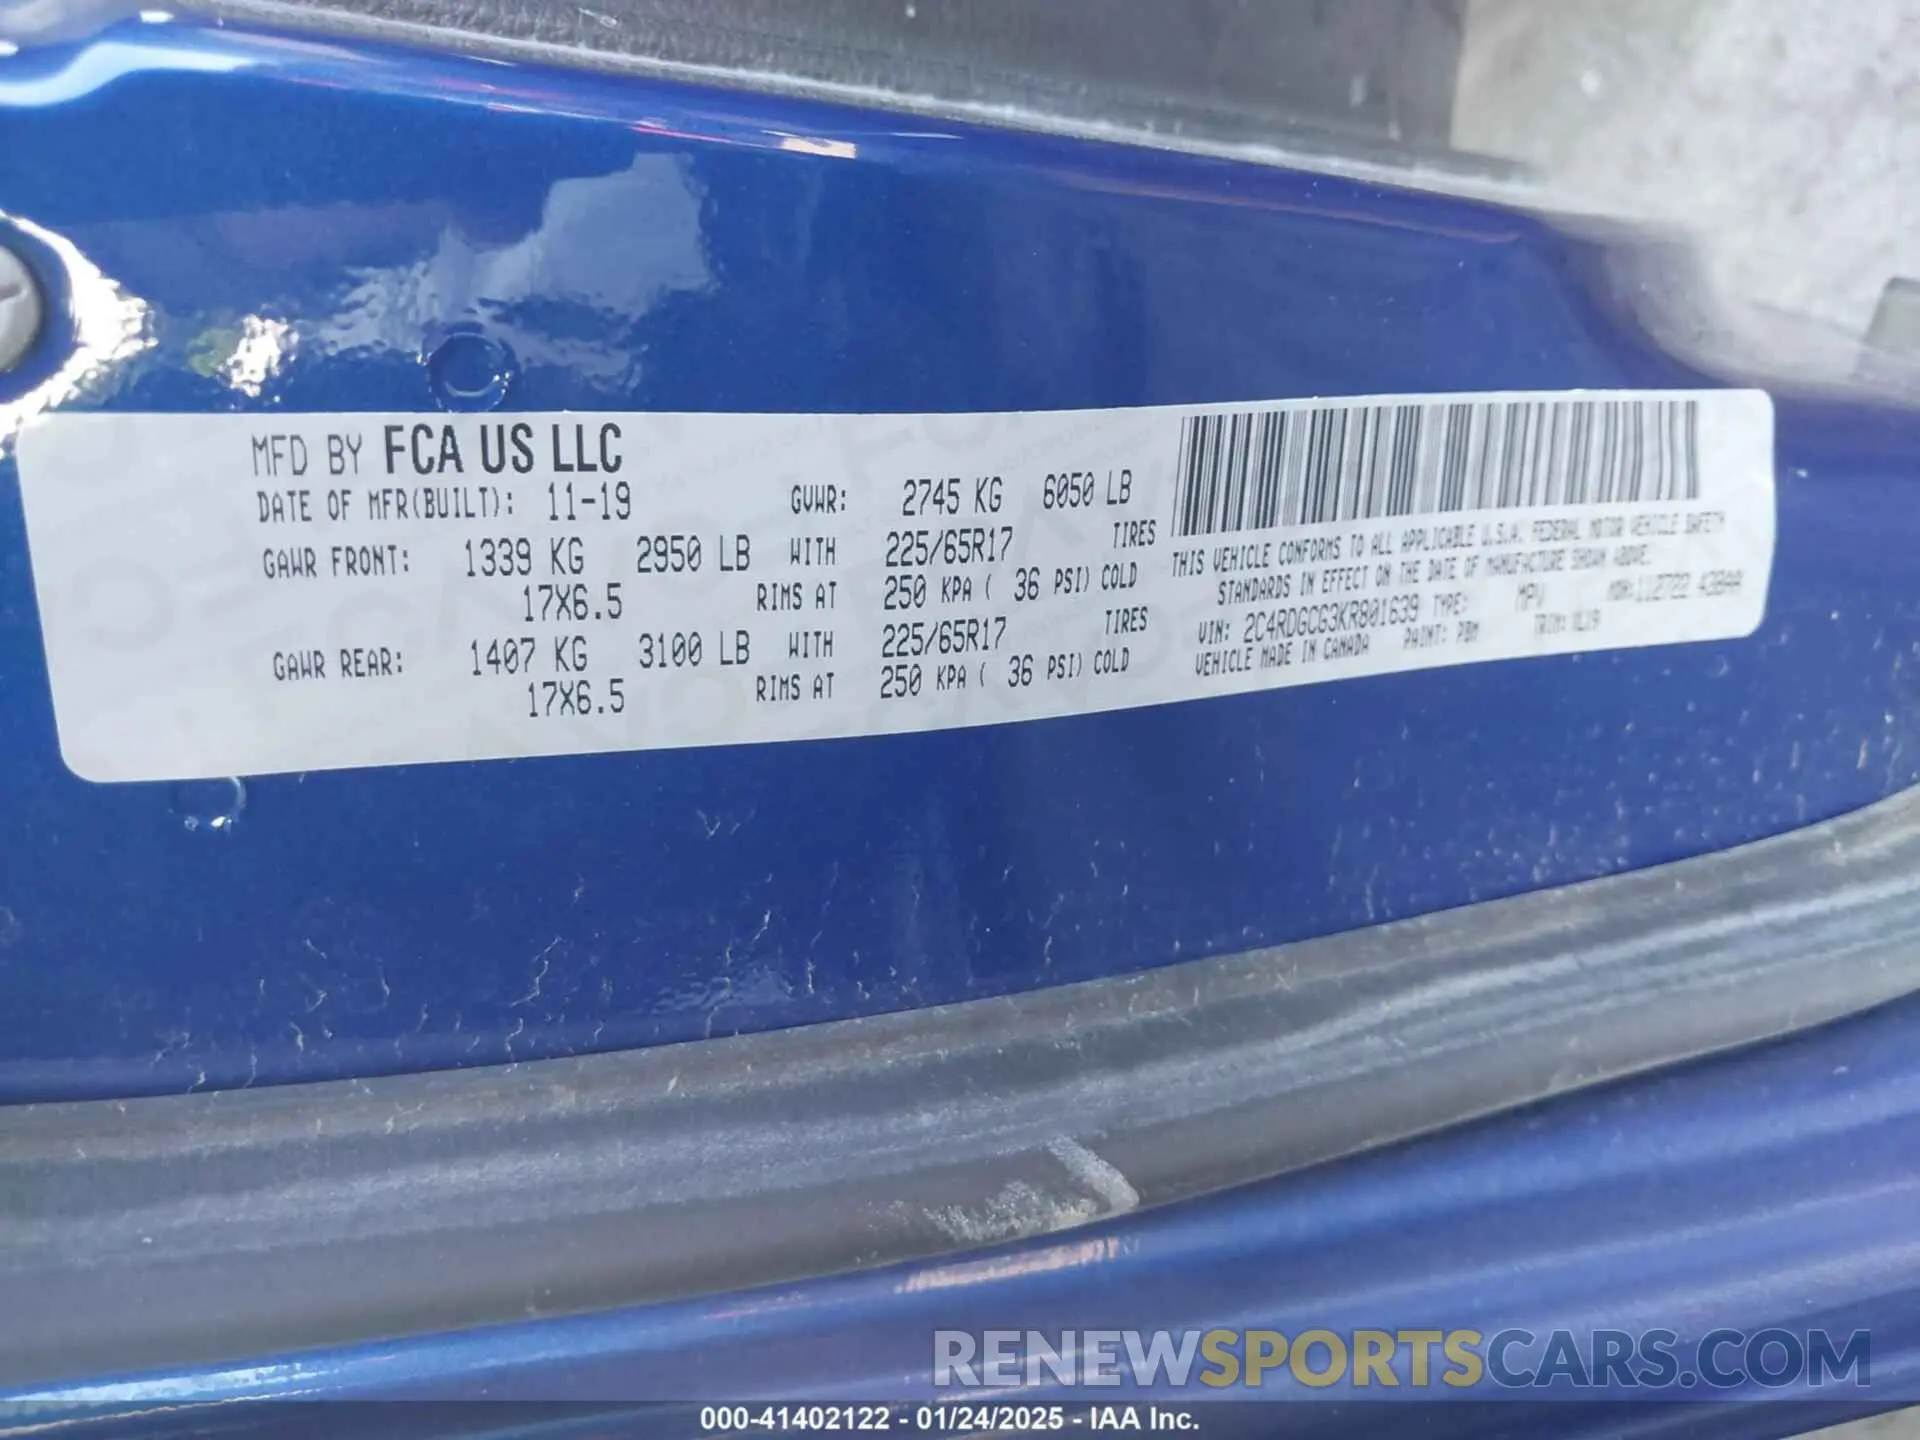 MFD BY FCA US LLC
DATE OF MFR(BUILT): 11-19 GVWR: 2745 KG 6050 LB
GAWR FRONT: 1339 KG 2950 LB WITH 225/65R17 TIRES
17X6.5 RIMS AT 250 KPA ( 36 PSI) COLD
GAWR REAR: 1407 KG 3100 LB WITH 225/65R17 TIRES
17X6.5 RIMS AT 250 KPA ( 36 PSI) COLD
THIS VEHICLE CONFORMS TO ALL APPLICABLE U.S.A. FEDERAL MOTOR VEHICLE SAFETY
STANDARDS IN EFFECT ON THE DATE OF MANUFACTURE SHOWN ABOVE.
VIN: 2C4RDGCG3KR801639 TYPE: MPV MDH:112722 438AA
VEHICLE MADE IN CANADA PAINT: PBM TRIM:
RENEWSPORTSCARS.COM
000-41402122 - 01/24/2025 - IAA Inc.